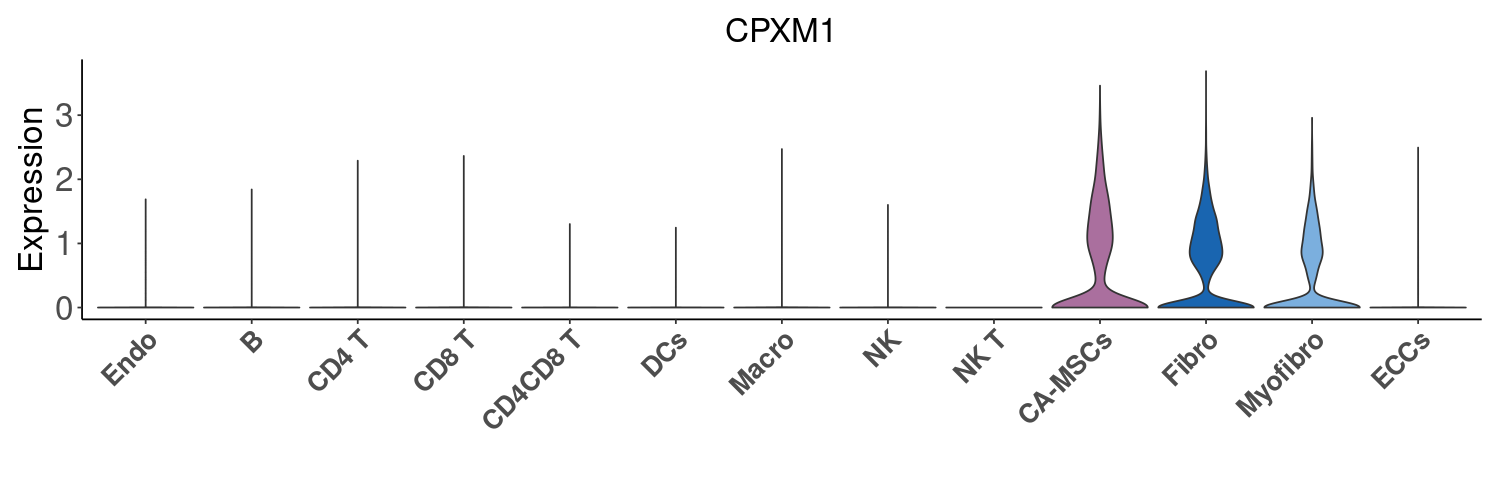 CPXM1
Expression
3
2
1
0
Endo
B
CD4 T
CD8 T
CD4CD8 T
DCs
Macro
NK
NK T
CA-MSCs
Fibro
Myofibro
ECCs